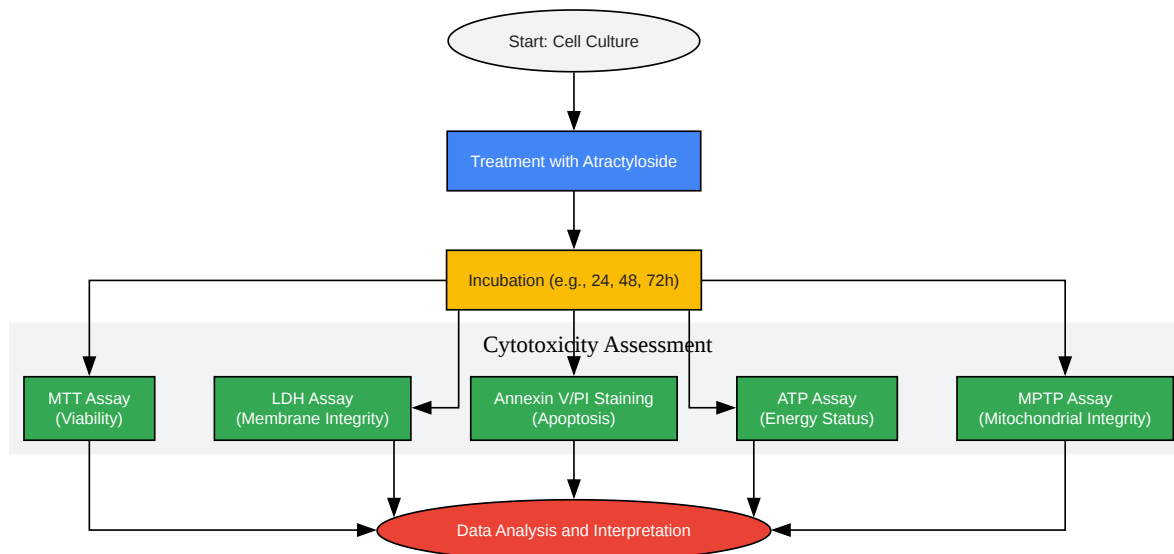 Start: Cell Culture
Treatment with Atractyloside
Incubation (e.g., 24, 48, 72h)
Cytotoxicity Assessment
MTT Assay
(Viability)
LDH Assay
(Membrane Integrity)
Annexin V/PI Staining
(Apoptosis)
ATP Assay
(Energy Status)
MPTP Assay
(Mitochondrial Integrity)
Data Analysis and Interpretation